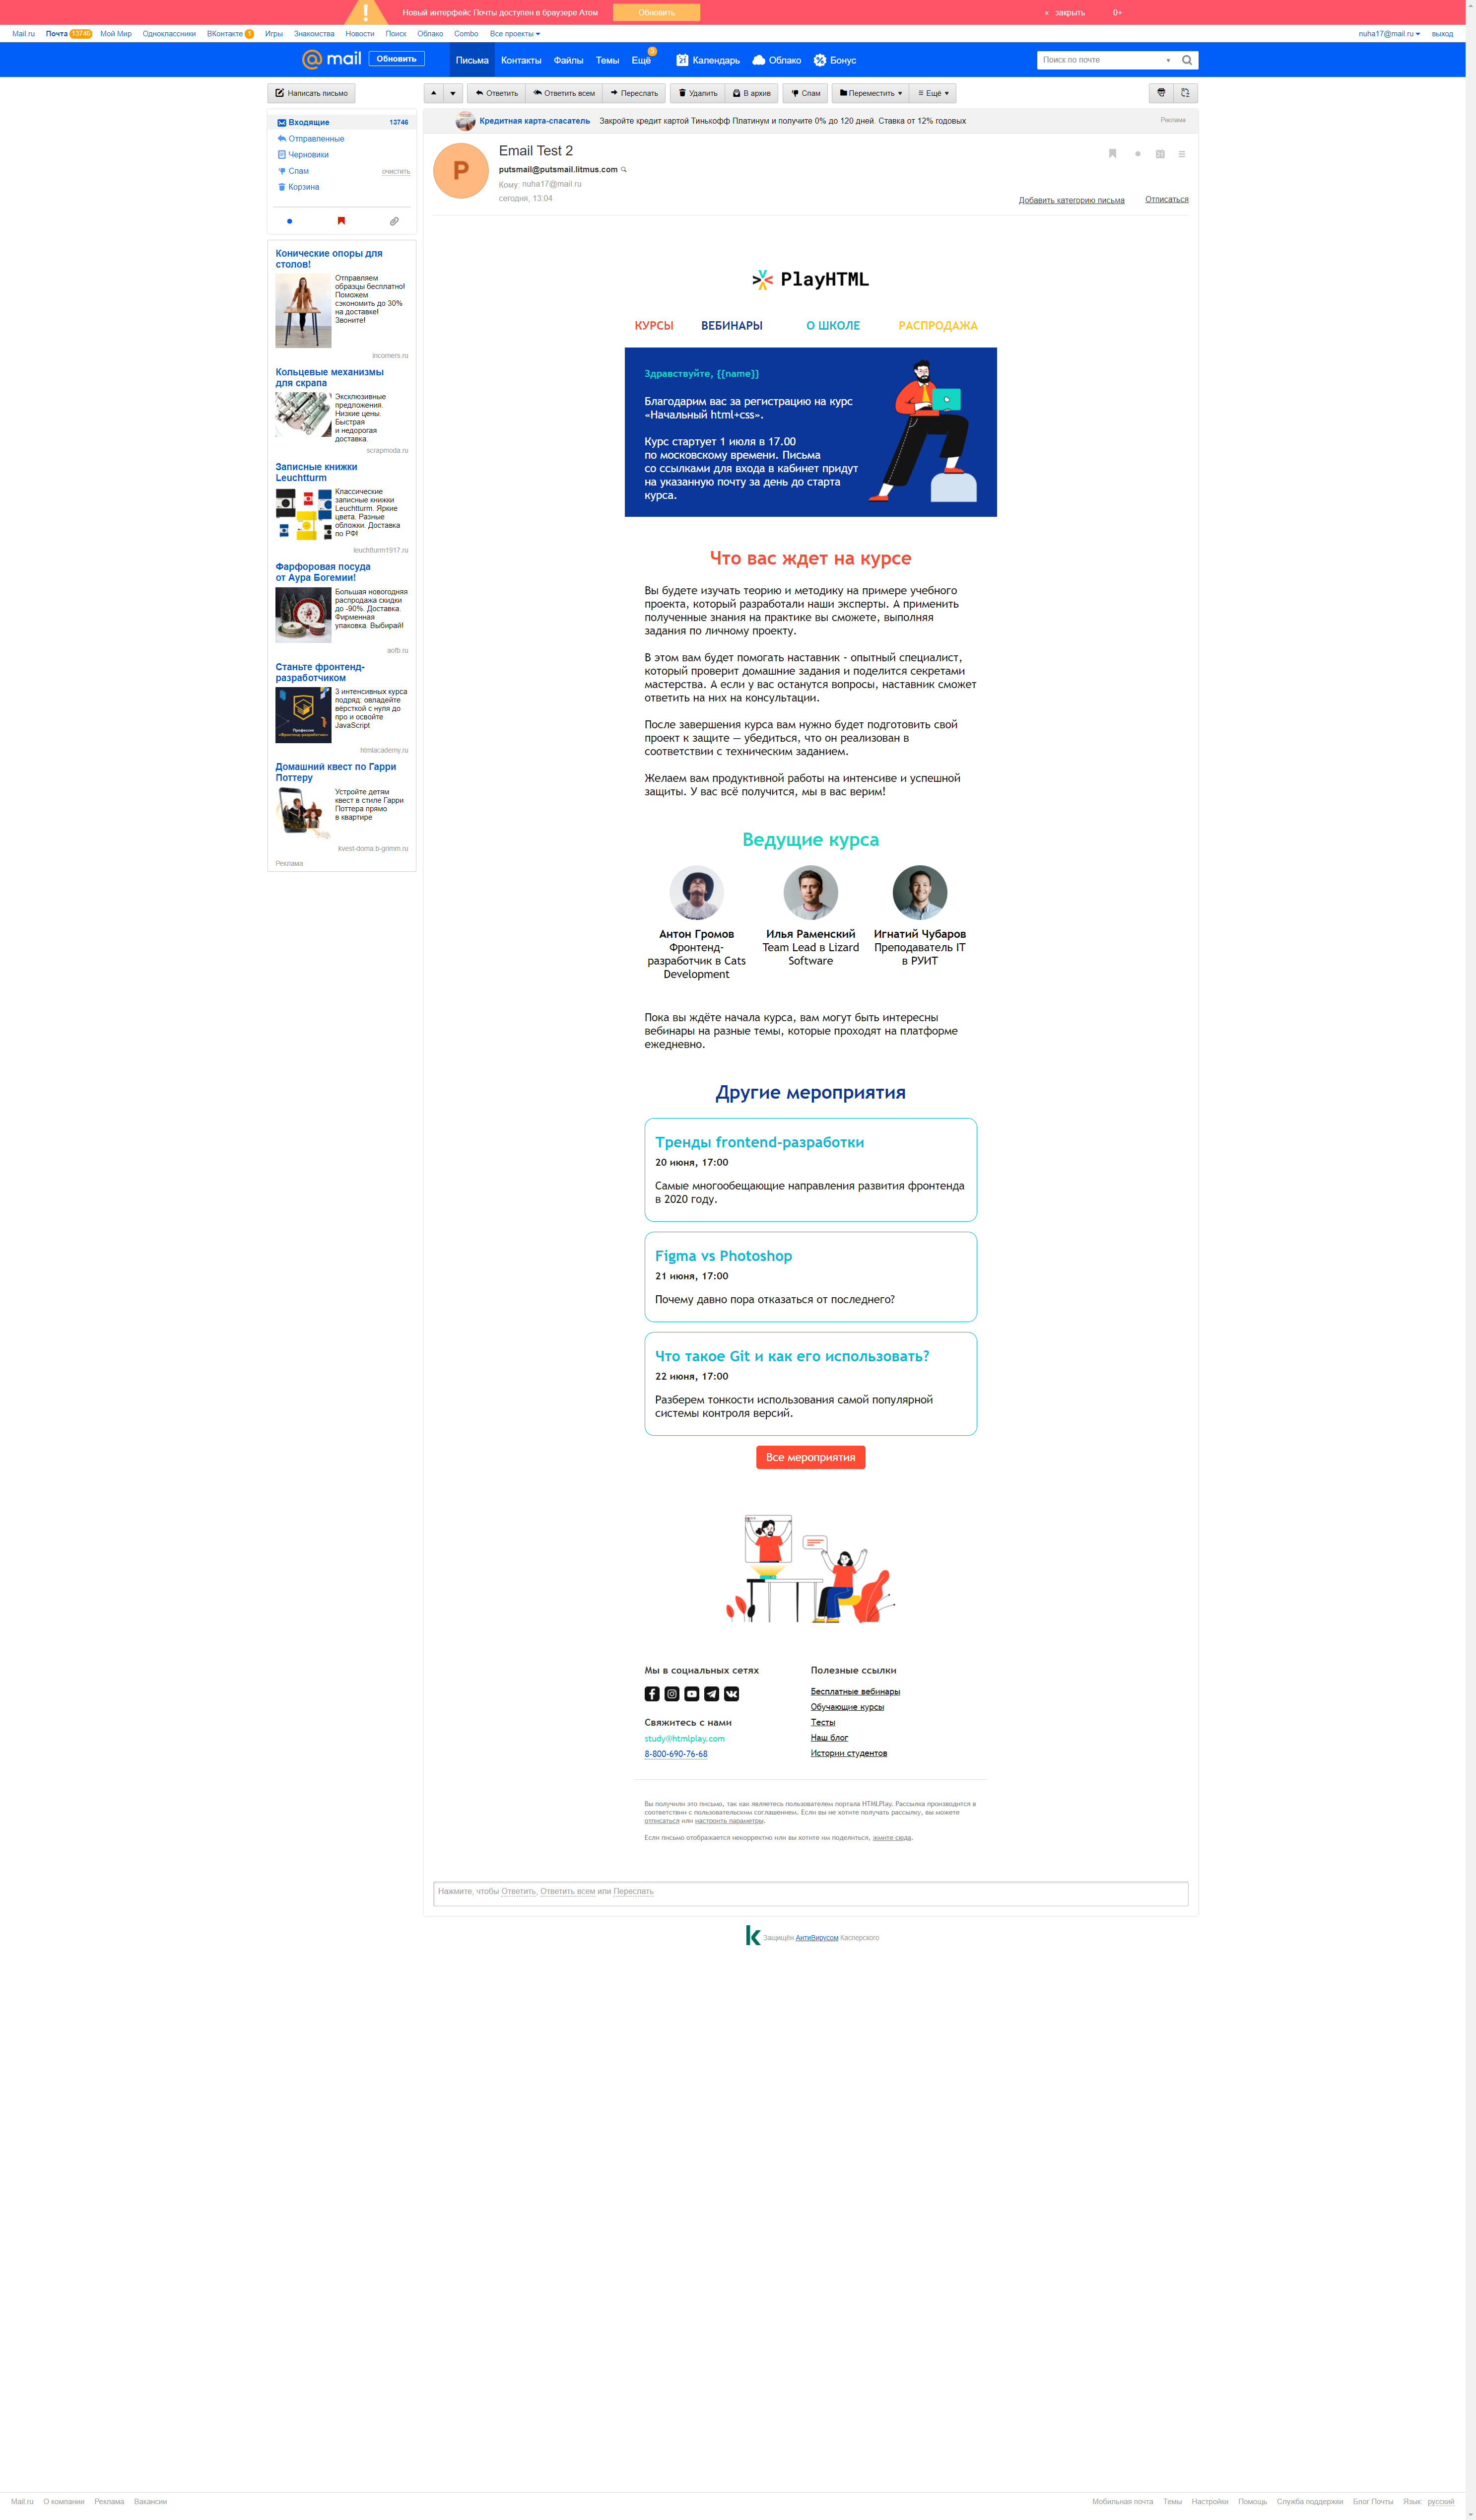 Новый интерфейс Почты доступен в браузере Атом
Обновить
× закрыть
0+
Mail.ru Почта 13746 Мой Мир Одноклассники ВКонтакте 1 Игры Знакомства Новости Поиск Облако Combo Все проекты
nuha17@mail.ru выход
@mail Обновить
Письма Контакты Файлы Темы Ещё 3 Календарь Облако Бонус
Поиск по почте
Написать письмо
Ответить Ответить всем Переслать Удалить В архив Спам Переместить Ещё
Входящие 13746
Отправленные
Черновики
Спам очистить
Корзина
Конические опоры для
столов!
Отправляем
образцы бесплатно!
Поможем
сэкономить до 30%
на доставке!
Звоните!
incomers.ru
Кольцевые механизмы
для скрапа
Эксклюзивные
предложения.
Низкие цены.
Быстрая
и недорогая
доставка.
scrapmoda.ru
Записные книжки
Leuchtturm
Классические
записные книжки
Leuchtturm. Яркие
цвета. Разные
обложки. Доставка
по РФ!
leuchtturm1917.ru
Фарфоровая посуда
от Аура Богемии!
Большая новогодняя
распродажа скидки
до -90%. Доставка.
Фирменная
упаковка. Выбирай!
aofb.ru
Станьте фронтенд-
разработчиком
3 интенсивных курса
подряд: овладейте
вёрсткой с нуля до
про и освойте
JavaScript
Профессия
«Фронтенд-разработчик»
htmlacademy.ru
Домашний квест по Гарри
Поттеру
Устройте детям
квест в стиле Гарри
Поттера прямо
в квартире
kvest-doma.b-grimm.ru
Реклама
Кредитная карта-спасатель Закройте кредит картой Тинькофф Платинум и получите 0% до 120 дней. Ставка от 12% годовых
Реклама
P
Email Test 2
putsmail@putsmail.litmus.com
Кому: nuha17@mail.ru
сегодня, 13:04
Добавить категорию письма Отписаться
PlayHTML
КУРСЫ ВЕБИНАРЫ О ШКОЛЕ РАСПРОДАЖА
Здравствуйте, {{name}}
Благодарим вас за регистрацию на курс
«Начальный html+css».
Курс стартует 1 июля в 17.00
по московскому времени. Письма
со ссылками для входа в кабинет придут
на указанную почту за день до старта
курса.
Что вас ждет на курсе
Вы будете изучать теорию и методику на примере учебного
проекта, который разработали наши эксперты. А применить
полученные знания на практике вы сможете, выполняя
задания по личному проекту.
В этом вам будет помогать наставник - опытный специалист,
который проверит домашние задания и поделится секретами
мастерства. А если у вас останутся вопросы, наставник сможет
ответить на них на консультации.
После завершения курса вам нужно будет подготовить свой
проект к защите — убедиться, что он реализован в
соответствии с техническим заданием.
Желаем вам продуктивной работы на интенсиве и успешной
защиты. У вас всё получится, мы в вас верим!
Ведущие курса
Антон Громов
Фронтенд-
разработчик в Cats
Development
Илья Раменский
Team Lead в Lizard
Software
Игнатий Чубаров
Преподаватель IT
в РУИТ
Пока вы ждёте начала курса, вам могут быть интересны
вебинары на разные темы, которые проходят на платформе
ежедневно.
Другие мероприятия
Тренды frontend-разработки
20 июня, 17:00
Самые многообещающие направления развития фронтенда
в 2020 году.
Figma vs Photoshop
21 июня, 17:00
Почему давно пора отказаться от последнего?
Что такое Git и как его использовать?
22 июня, 17:00
Разберем тонкости использования самой популярной
системы контроля версий.
Все мероприятия
Мы в социальных сетях
Свяжитесь с нами
study@htmlplay.com
8-800-690-76-68
Полезные ссылки
Бесплатные вебинары
Обучающие курсы
Тесты
Наш блог
Истории студентов
Вы получили это письмо, так как являетесь пользователем портала HTMLPlay. Рассылка производится в
соответствии с пользовательским соглашением. Если вы не хотите получать рассылку, вы можете
отписаться или настроить параметры.
Если письмо отображается некорректно или вы хотите им поделиться, жмите сюда.
Нажмите, чтобы Ответить, Ответить всем или Переслать
Защищён АнтиВирусом Касперского
Mail.ru О компании Реклама Вакансии
Мобильная почта Темы Настройки Помощь Служба поддержки Блог Почты Язык: русский